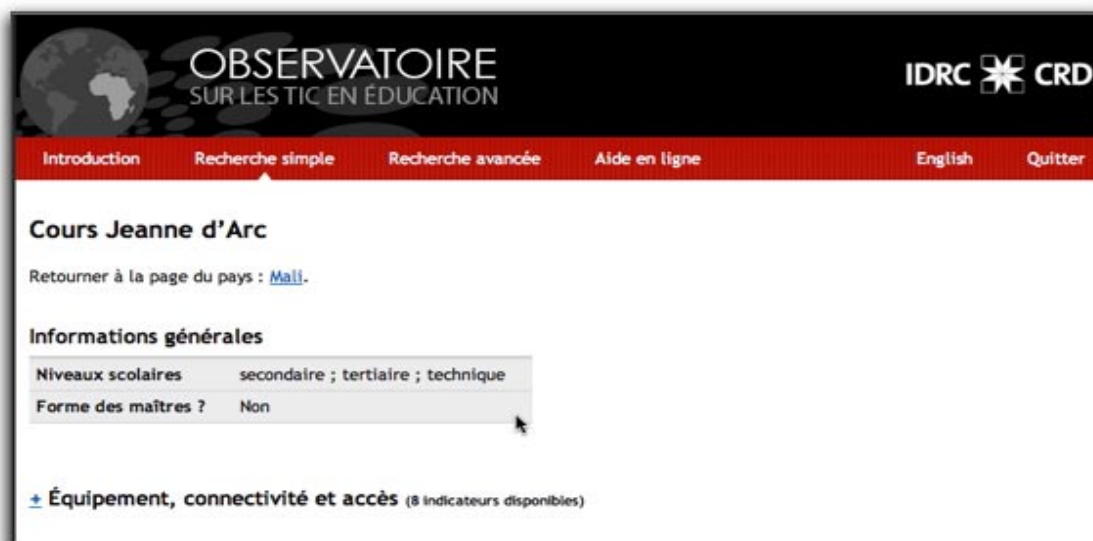 OBSERVATOIRE
SUR LES TIC EN ÉDUCATION
IDRC CRD
Introduction Recherche simple Recherche avancée Aide en ligne English Quitter
Cours Jeanne d'Arc
Retourner à la page du pays : Mali.
Informations générales
Niveaux scolaires secondaire ; tertiaire ; technique
Forme des maîtres ? Non
+ Équipement, connectivité et accès (8 indicateurs disponibles)